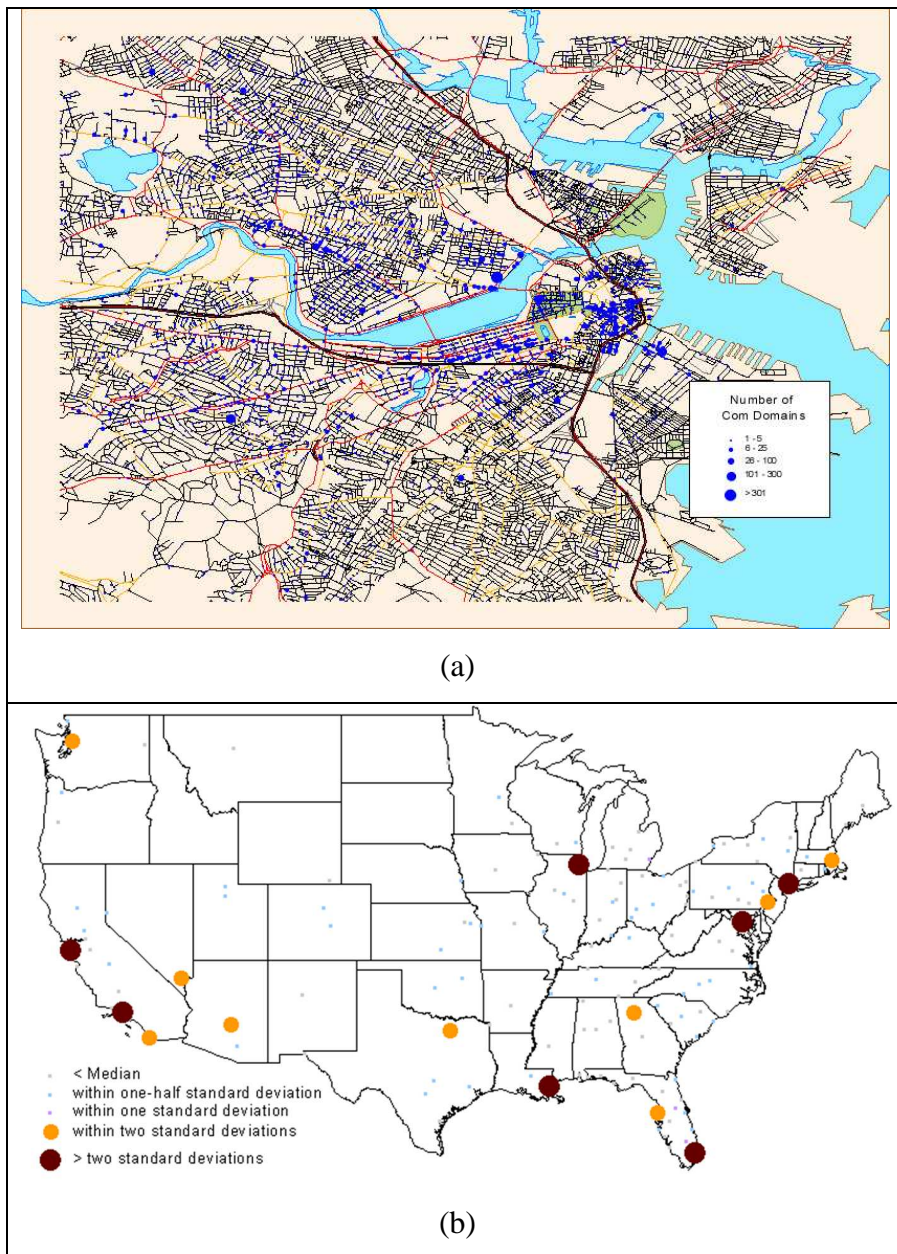 Number of
Com Domains
1 - 5
6 - 25
26 - 100
101 - 300
>301
(a)
< Median
within one-half standard deviation
within one standard deviation
within two standard deviations
> two standard deviations
(b)